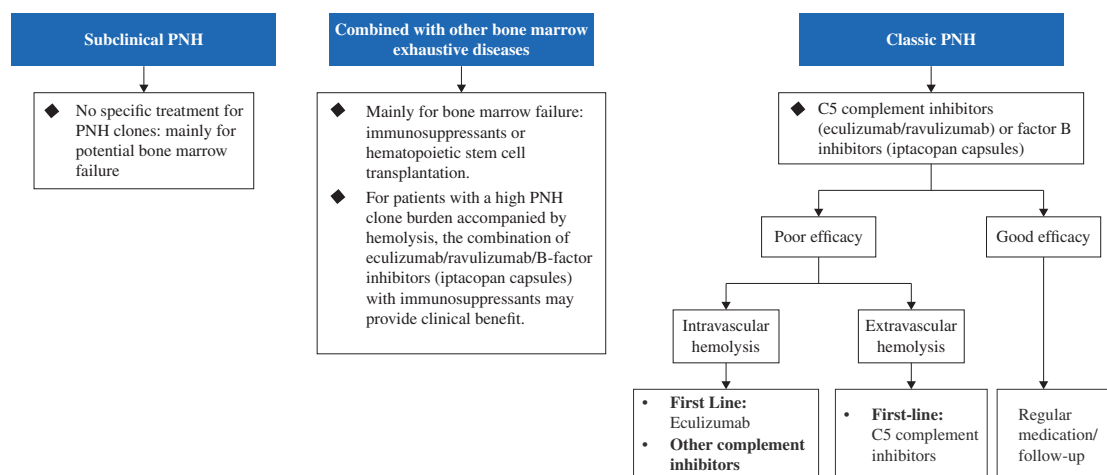 Subclinical PNH
◆ No specific treatment for
PNH clones: mainly for
potential bone marrow
failure
Combined with other bone marrow
exhaustive diseases
◆ Mainly for bone marrow failure:
immunosuppressants or
hematopoietic stem cell
transplantation.
◆ For patients with a high PNH
clone burden accompanied by
hemolysis, the combination of
eculizumab/ravulizumab/B-factor
inhibitors (iptacopan capsules)
with immunosuppressants may
provide clinical benefit.
Classic PNH
◆ C5 complement inhibitors
(eculizumab/ravulizumab) or factor B
inhibitors (iptacopan capsules)
Poor efficacy
Good efficacy
Intravascular
hemolysis
Extravascular
hemolysis
• First Line:
Eculizumab
• Other complement
inhibitors
• First-line:
C5 complement
inhibitors
Regular
medication/
follow-up